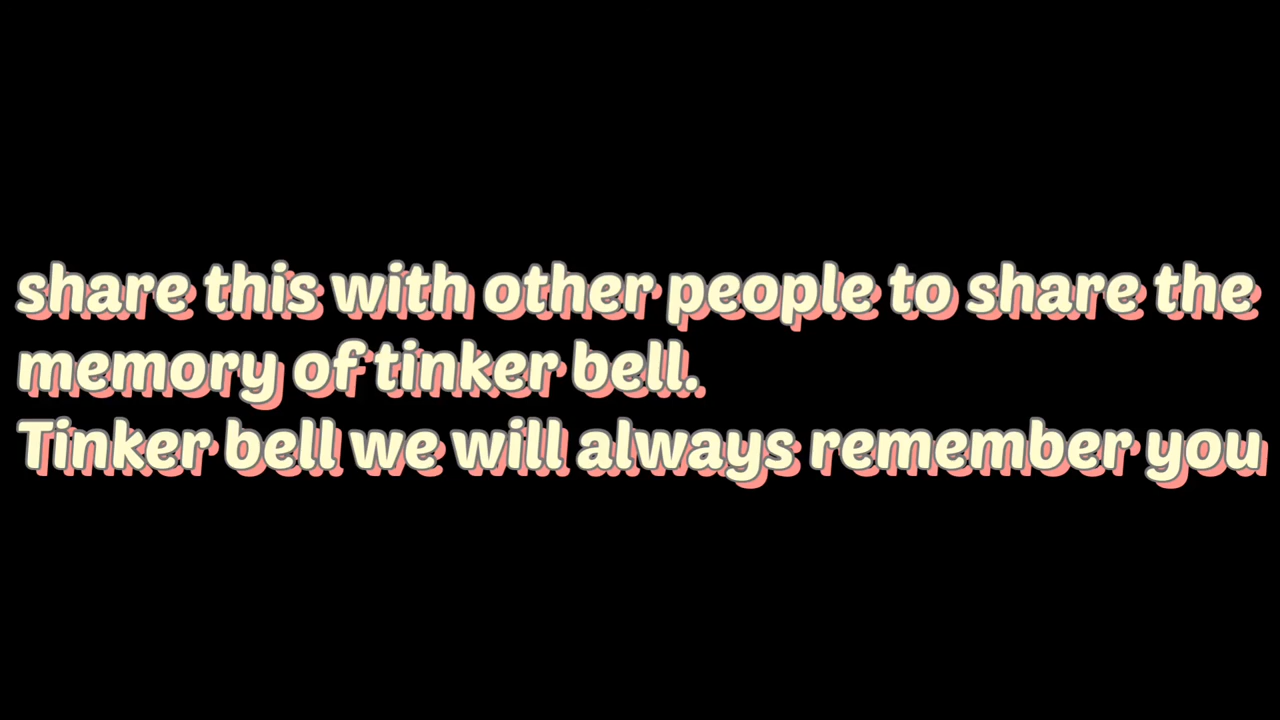 share this with other people to share the
memory of tinker bell.
Tinker bell we will always remember you